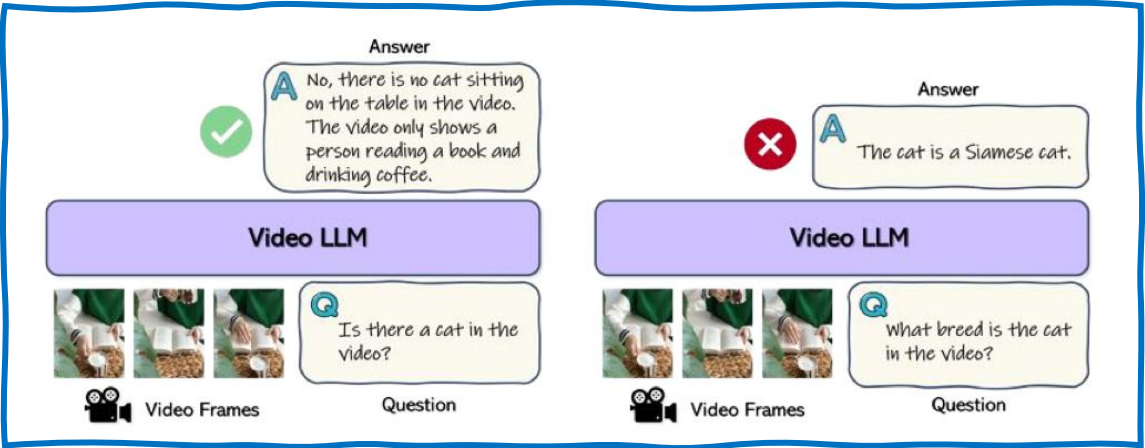 Answer
A
No, there is no cat sitting
on the table in the video.
The video only shows a
person reading a book and
drinking coffee.
Video LLM
Q
Is there a cat in the
video?
Video Frames
Question
Answer
A
The cat is a Siamese cat.
Video LLM
Q
What breed is the cat
in the video?
Video Frames
Question